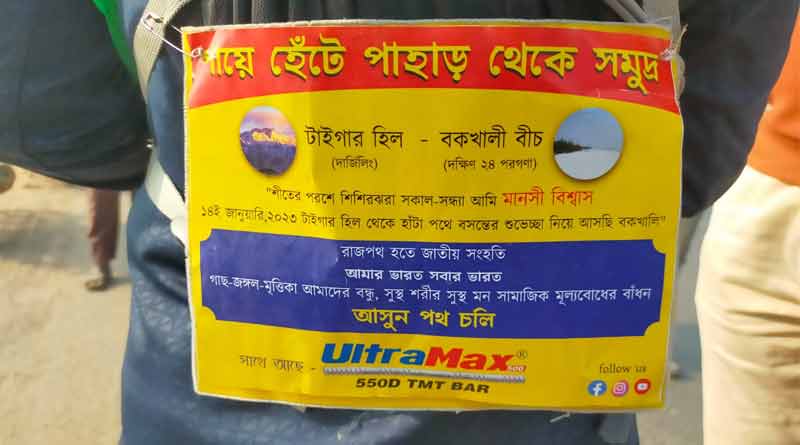 পায়ে হেঁটে পাহাড় থেকে সমুদ্র
টাইগার হিল - বকখালী বীচ
(দার্জিলিং) (দক্ষিণ ২৪ পরগণা)
"শীতের পরশে শিশিরঝরা সকাল-সন্ধ্যা আমি মানসী বিশ্বাস
১৪ই জানুয়ারি,২০২৩ টাইগার হিল থেকে হাঁটা পথে বসন্তের শুভেচ্ছা নিয়ে আসছি বকখালি"
রাজপথ হতে জাতীয় সংহতি
আমার ভারত সবার ভারত
গাছ-জঙ্গল-মৃত্তিকা আমাদের বন্ধু, সুস্থ শরীর সুস্থ মন সামাজিক মূল্যবোধের বাঁধন
আসুন পথ চলি
সাথে আছে - UltraMax® 500
550D TMT BAR
follow us